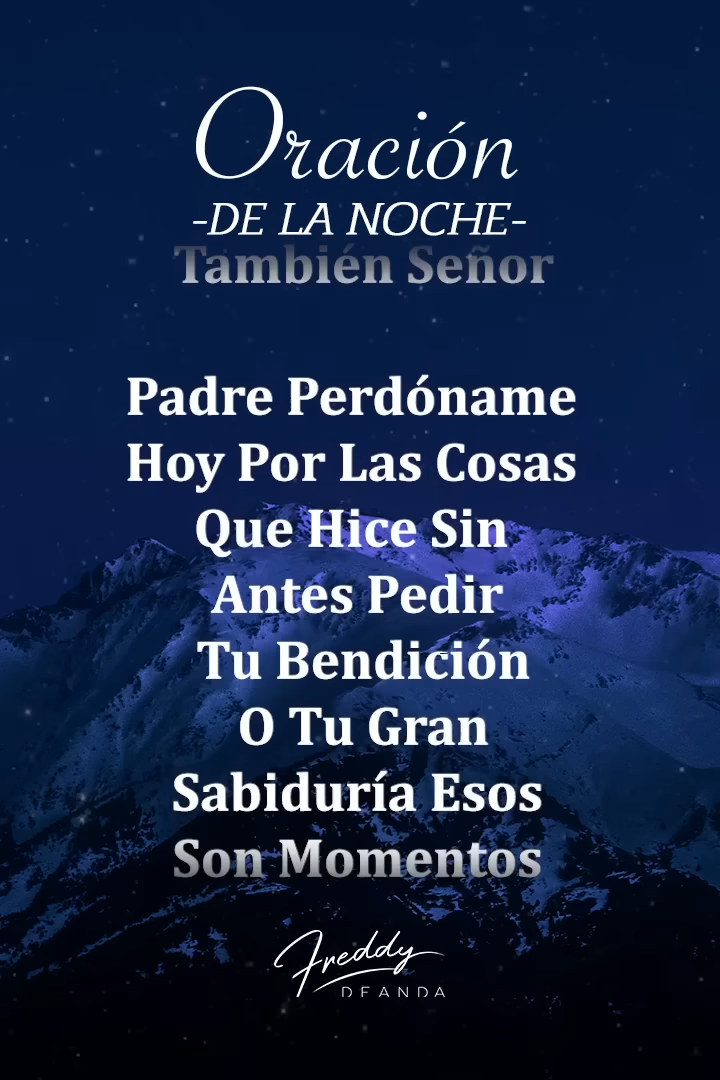 Oración
-DE LA NOCHE-
También Señor
Padre Perdóname
Hoy Por Las Cosas
Que Hice Sin
Antes Pedir
Tu Bendición
O Tu Gran
Sabiduría Esos
Son Momentos
Freddy
DEANDA